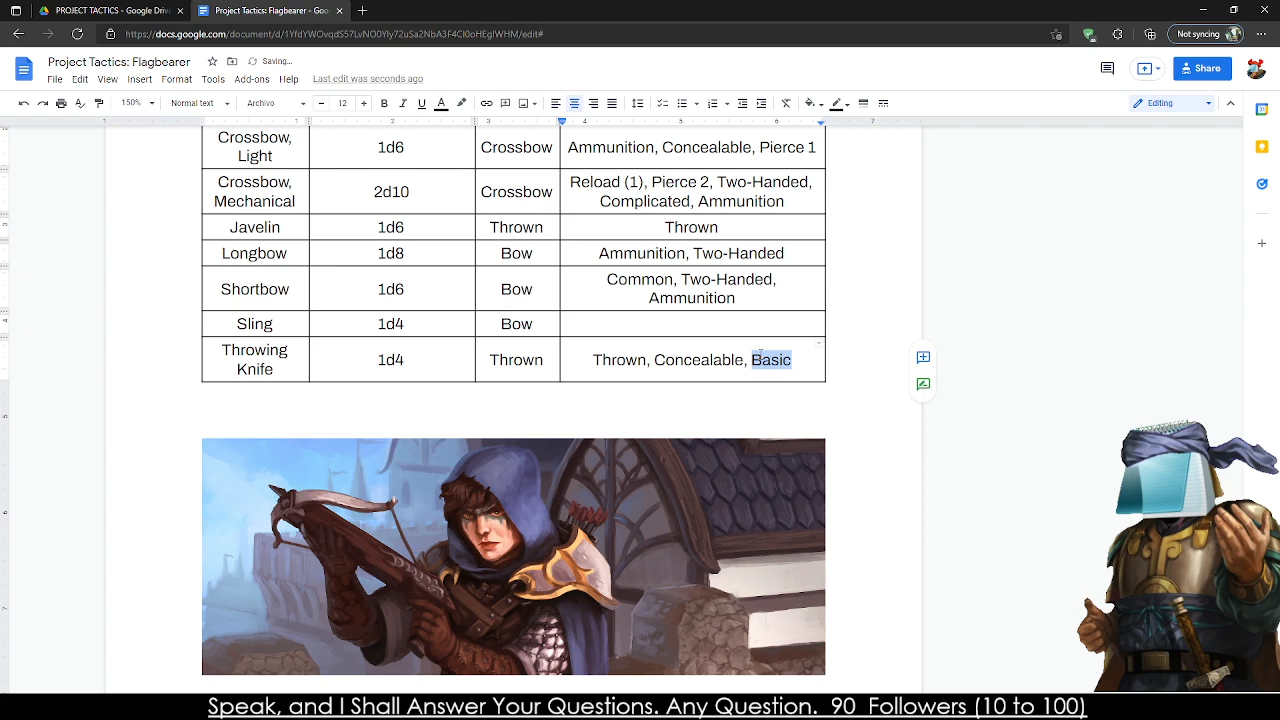 PROJECT TACTICS - Google Driv
Project Tactics: Flagbearer - Goo
https://docs.google.com/document/d/1YfdYWOvqdS57LvNO0Yly72uSa2NbA3F4Cl0oHEgiWHM/edit#
Not syncing
Project Tactics: Flagbearer
Saving...
File Edit View Insert Format Tools Add-ons Help Last edit was seconds ago
Share
150% Normal text Archivo 12 Editing
Crossbow, Light 1d6 Crossbow Ammunition, Concealable, Pierce 1
Crossbow, Mechanical 2d10 Crossbow Reload (1), Pierce 2, Two-Handed, Complicated, Ammunition
Javelin 1d6 Thrown Thrown
Longbow 1d8 Bow Ammunition, Two-Handed
Shortbow 1d6 Bow Common, Two-Handed, Ammunition
Sling 1d4 Bow
Throwing Knife 1d4 Thrown Thrown, Concealable, Basic
Speak, and I Shall Answer Your Questions. Any Question. 90 Followers (10 to 100)